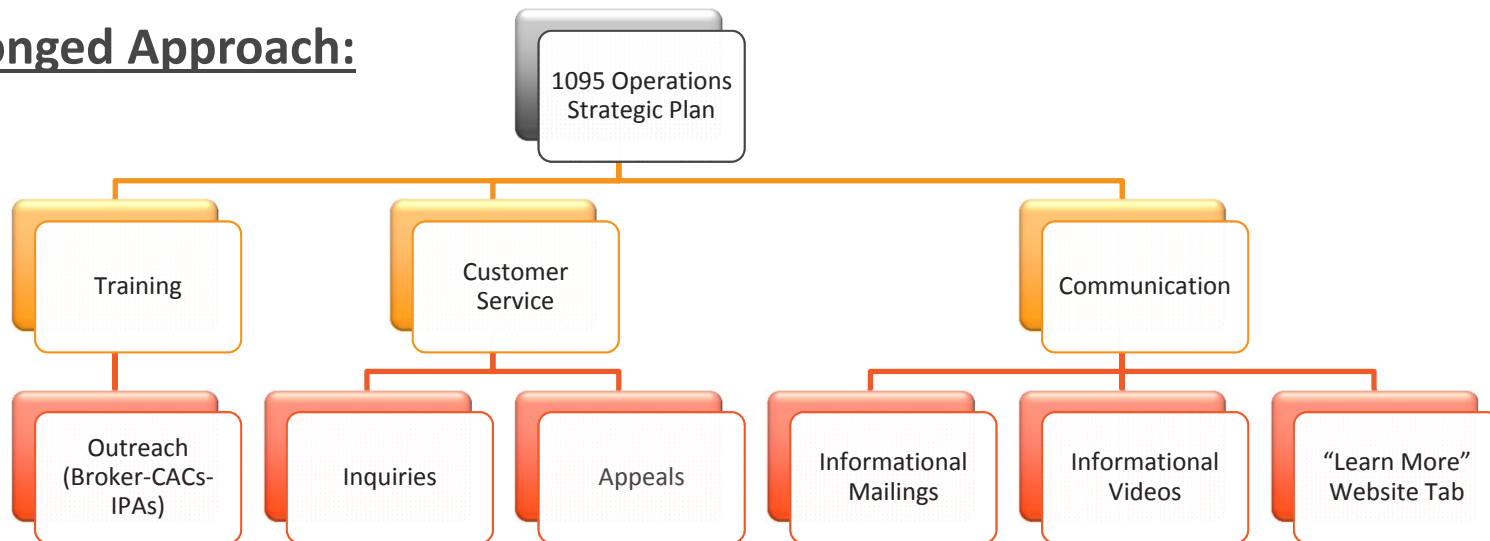 Approach:
1095 Operations
Strategic Plan
Training
Customer
Service
Communication
Outreach
(Broker-CACs-
IPAs)
Inquiries
Appeals
Informational
Mailings
Informational
Videos
“Learn More”
Website Tab